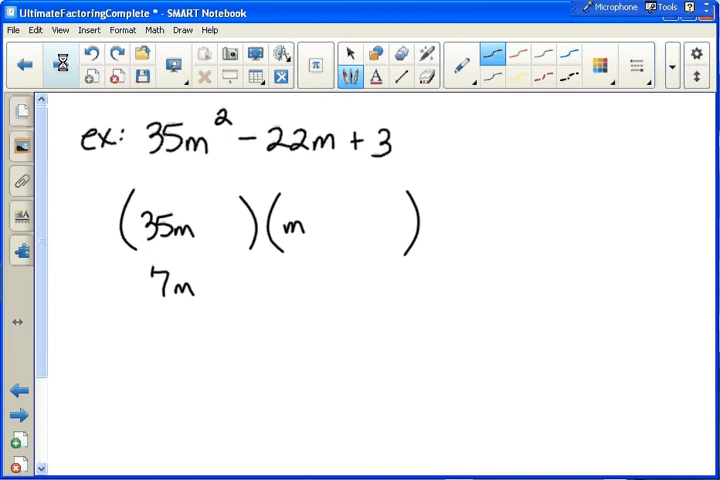 UltimateFactoringComplete * - SMART Notebook
Microphone Tools
File Edit View Insert Format Math Draw Help
π
A
ex: 35m² - 22m + 3
(35m )(m )
7m